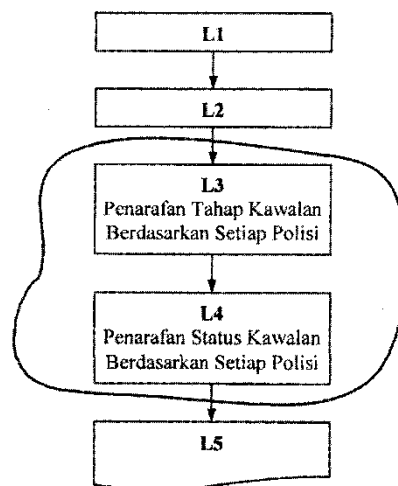 L1
L2
L3
Penarafan Tahap Kawalan
Berdasarkan Setiap Polisi
L4
Penarafan Status Kawalan
Berdasarkan Setiap Polisi
L5